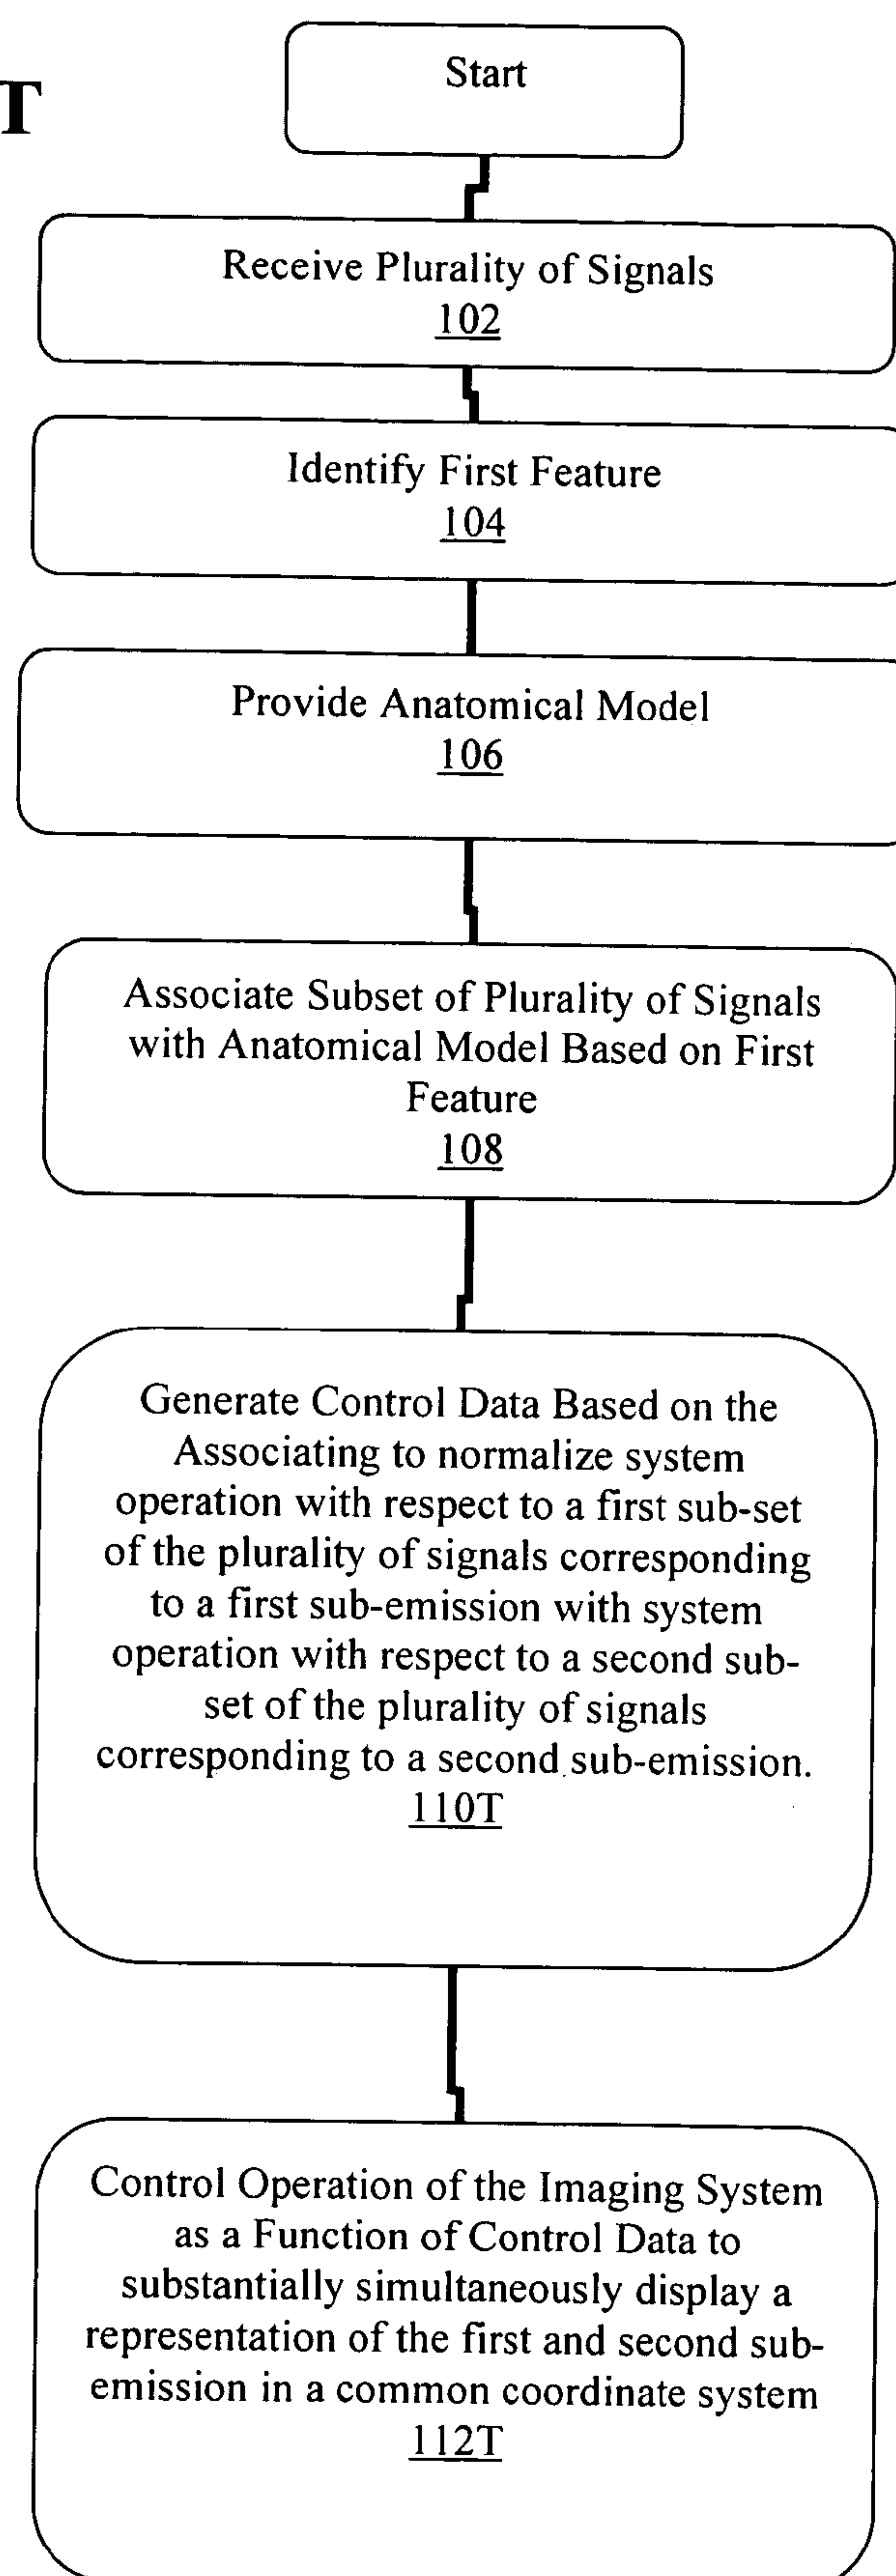 T
Start
Receive Plurality of Signals
102
Identify First Feature
104
Provide Anatomical Model
106
Associate Subset of Plurality of Signals
with Anatomical Model Based on First
Feature
108
Generate Control Data Based on the
Associating to normalize system
operation with respect to a first sub-set
of the plurality of signals corresponding
to a first sub-emission with system
operation with respect to a second sub-
set of the plurality of signals
corresponding to a second sub-emission.
110T
Control Operation of the Imaging System
as a Function of Control Data to
substantially simultaneously display a
representation of the first and second sub-
emission in a common coordinate system
112T